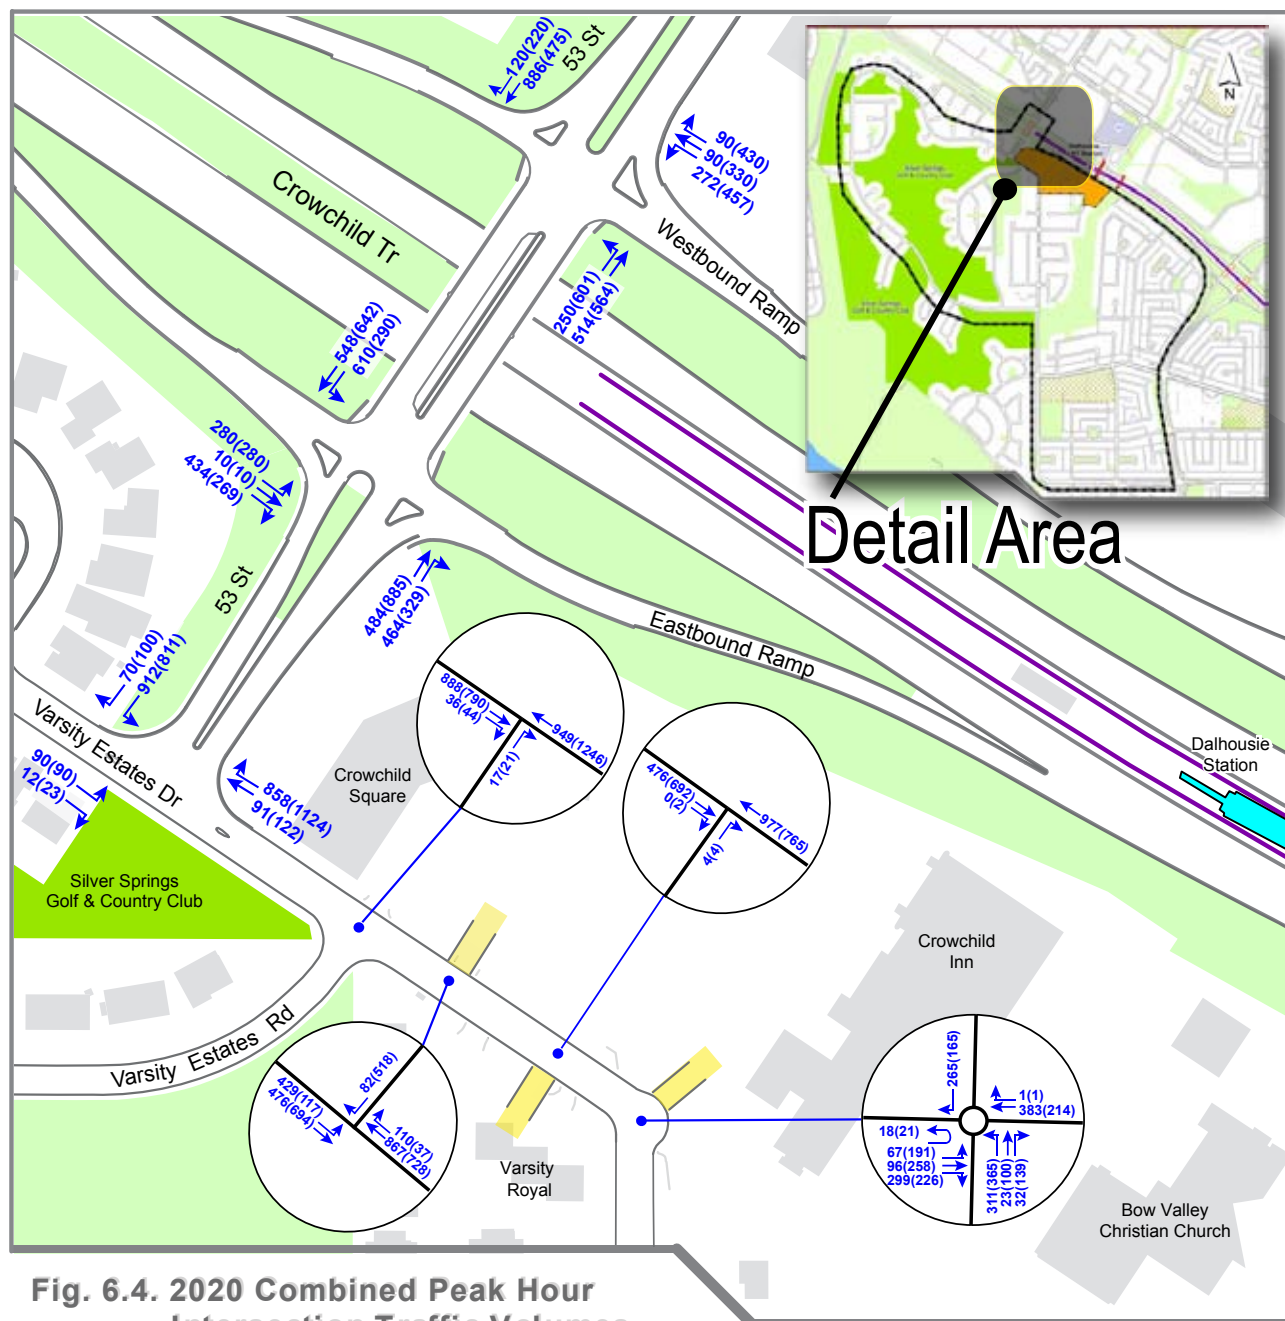 120(220)
886(475)
53 St
90(430)
90(330)
272(457)
N
Crowchild Tr
Westbound Ramp
250(601)
514(564)
548(642)
610(290)
280(280)
10(10)
434(269)
Detail Area
53 St
484(885)
464(329)
Eastbound Ramp
70(100)
912(811)
Varsity Estates Dr
888(790)
36(44)
949(1246)
17(21)
Dalhousie
Station
90(90)
12(23)
858(1124)
91(122)
Crowchild
Square
476(692)
0(2)
977(765)
4(4)
Silver Springs
Golf & Country Club
Crowchild
Inn
Varsity Estates Rd
82(518)
429(117)
476(694)
110(37)
867(728)
265(165)
1(1)
383(214)
18(21)
67(191)
96(258)
299(226)
311(365)
23(100)
32(139)
Varsity
Royal
Bow Valley
Christian Church
Fig. 6.4. 2020 Combined Peak Hour
Intersection Traffic Volumes